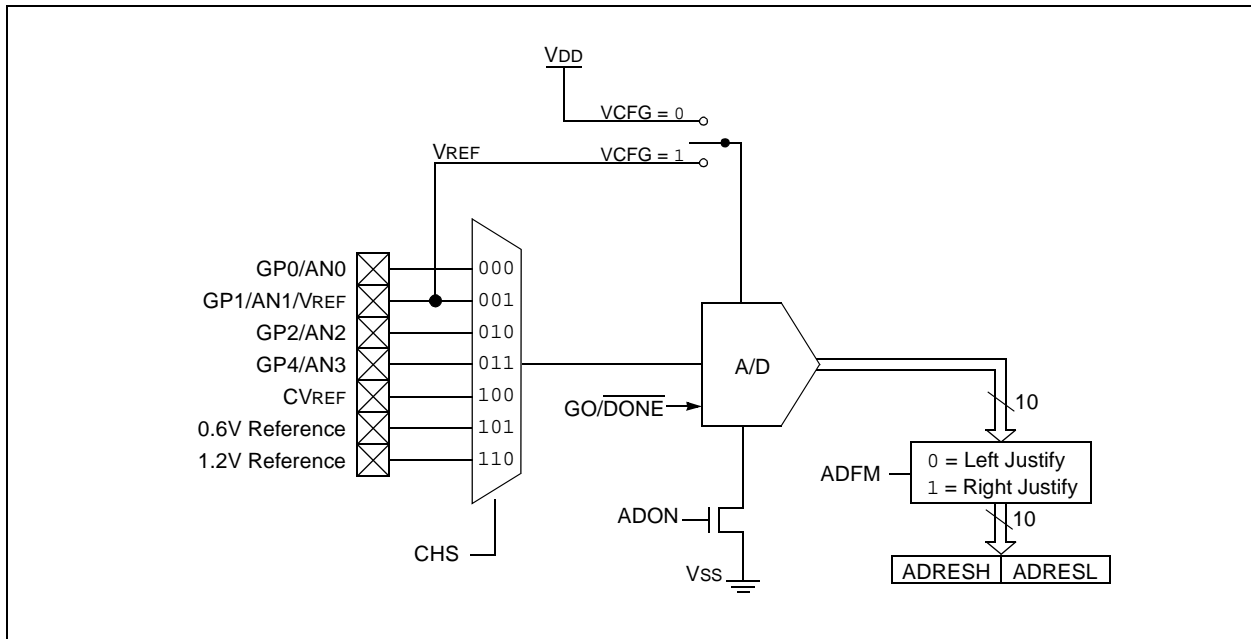 VDD
VCFG = 0
VREF
VCFG = 1
GP0/AN0
000
GP1/AN1/VREF
001
GP2/AN2
010
GP4/AN3
011
CVREF
100
0.6V Reference
101
1.2V Reference
110
CHS
A/D
GO/DONE
ADON
VSS
10
ADFM
0 = Left Justify
1 = Right Justify
10
ADRESH ADRESL